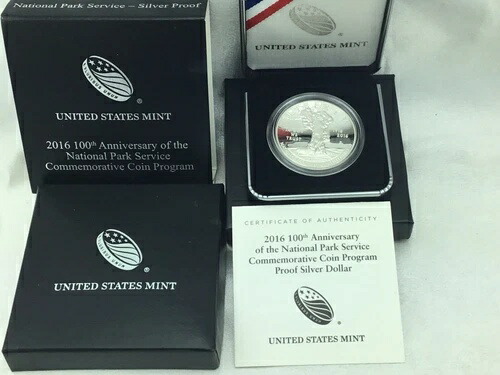 National Park Service – Silver Proof
UNITED STATES MINT
2016 100th Anniversary of the
National Park Service
Commemorative Coin Program
UNITED STATES MINT
UNITED STATES MINT
TRUST
2016
CERTIFICATE OF AUTHENTICITY
2016 100th Anniversary
of the National Park Service
Commemorative Coin Program
Proof Silver Dollar
UNITED STATES MINT